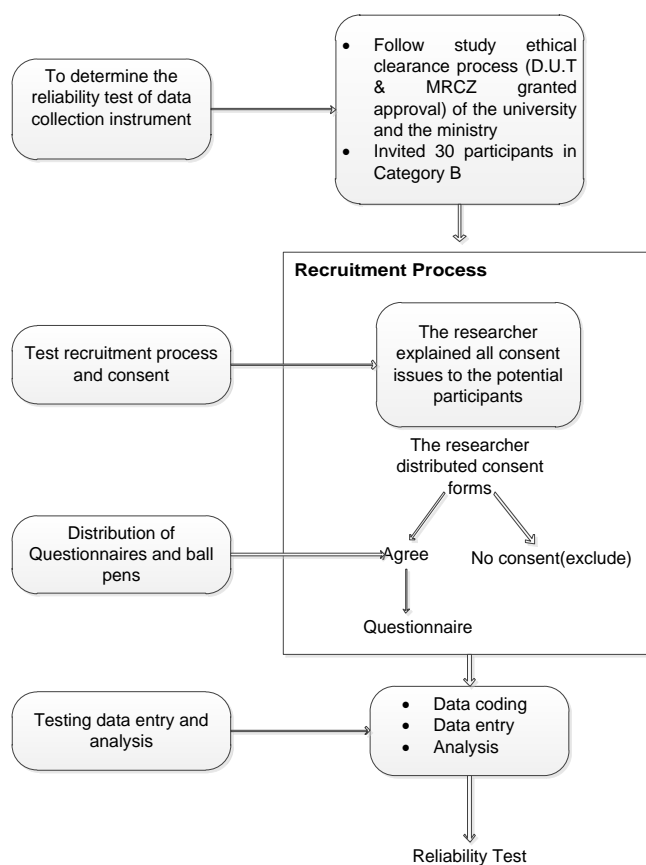 To determine the
reliability test of data
collection instrument
• Follow study ethical
clearance process (D.U.T
& MRCZ granted
approval) of the university
and the ministry
• Invited 30 participants in
Category B
Recruitment Process
Test recruitment process
and consent
The researcher
explained all consent
issues to the potential
participants
The researcher
distributed consent
forms
Distribution of
Questionnaires and ball
pens
Agree
No consent(exclude)
Questionnaire
Testing data entry and
analysis
• Data coding
• Data entry
• Analysis
Reliability Test